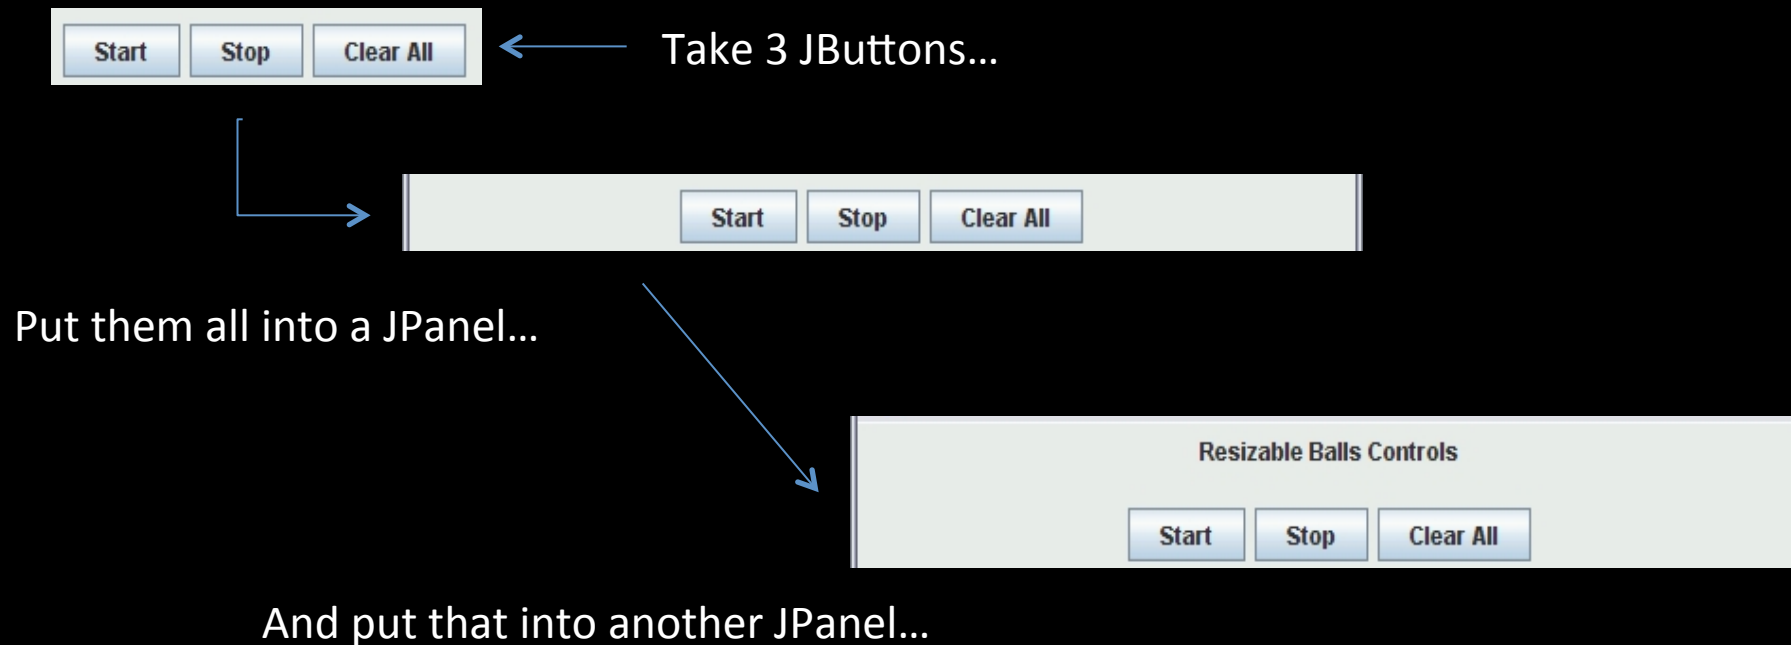 Start Stop Clear All
Take 3 JButtons...
Start Stop Clear All
Put them all into a JPanel...
Resizable Balls Controls
Start Stop Clear All
And put that into another JPanel...